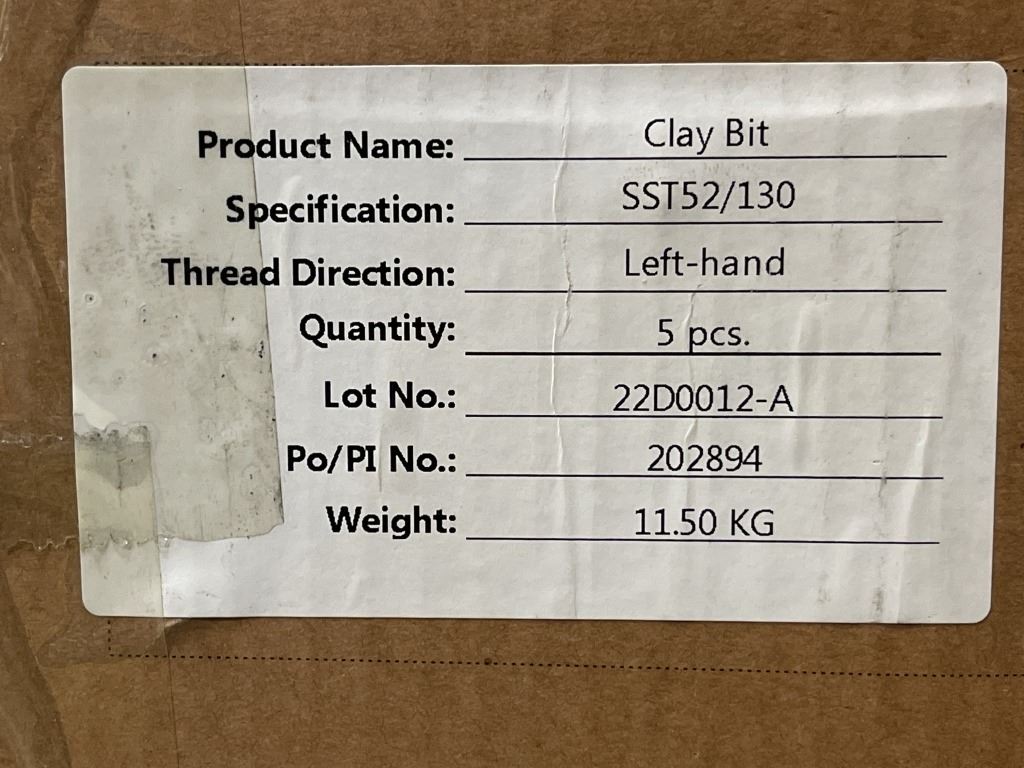 Product Name: Clay Bit
Specification: SST52/130
Thread Direction: Left-hand
Quantity: 5 pcs.
Lot No.: 22D0012-A
Po/PI No.: 202894
Weight: 11.50 KG